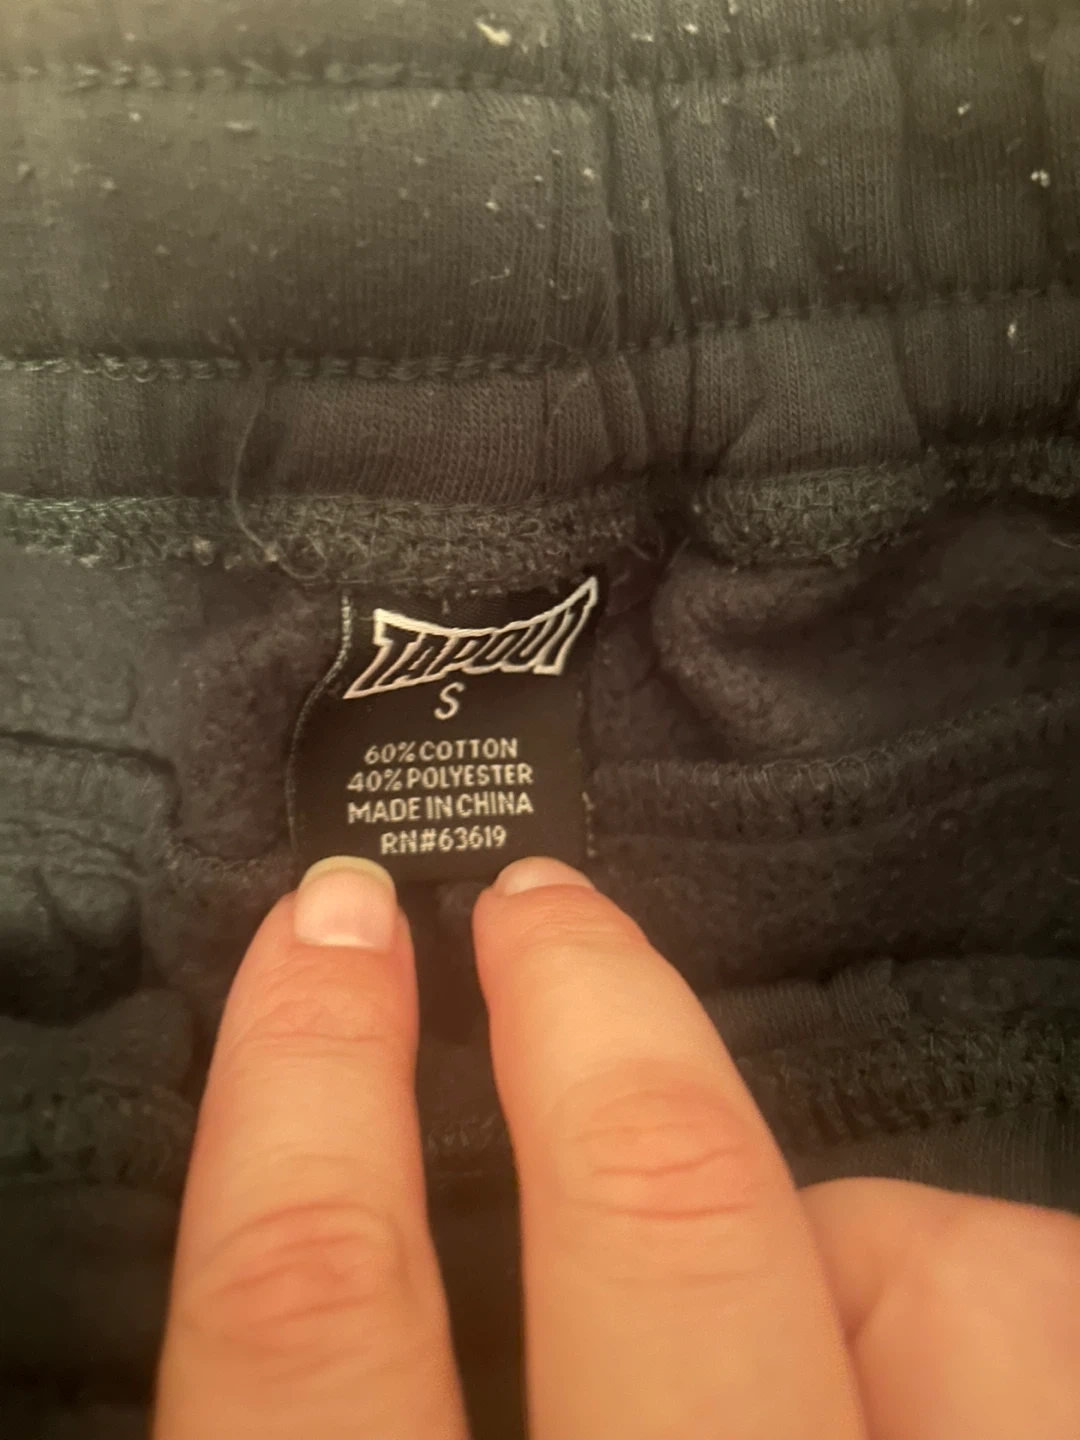 TAPOUT
S
60% COTTON
40% POLYESTER
MADE IN CHINA
RN#63619